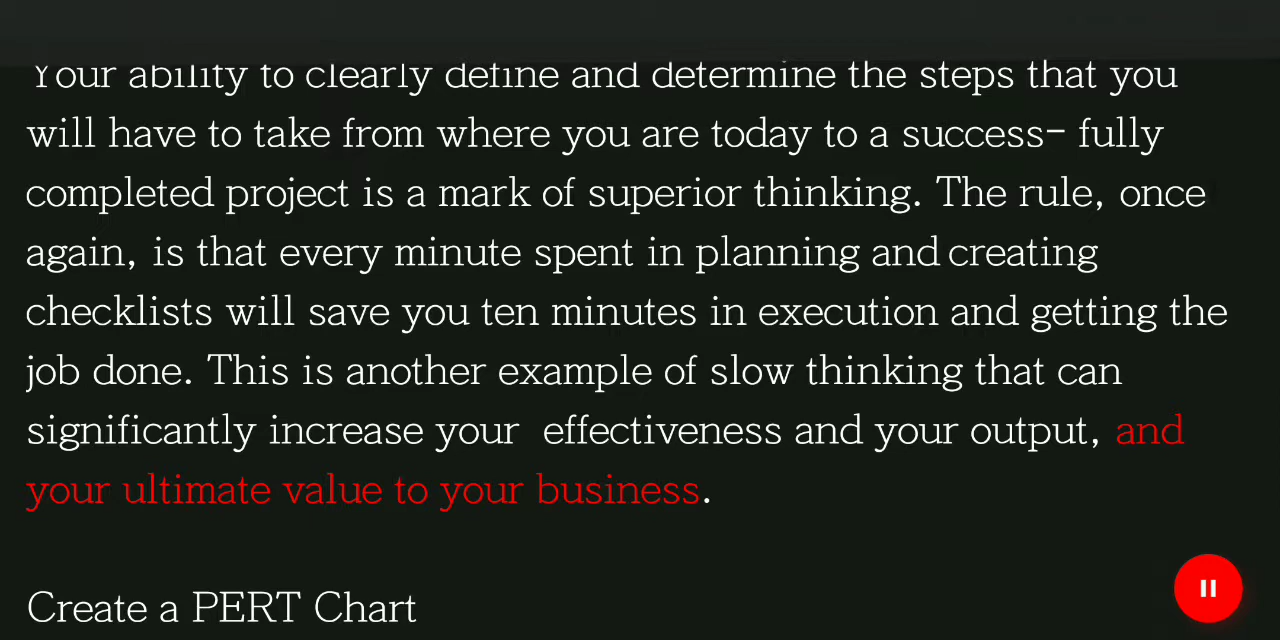 Your ability to clearly define and determine the steps that you
will have to take from where you are today to a success- fully
completed project is a mark of superior thinking. The rule, once
again, is that every minute spent in planning and creating
checklists will save you ten minutes in execution and getting the
job done. This is another example of slow thinking that can
significantly increase your  effectiveness and your output, and
your ultimate value to your business.
Create a PERT Chart